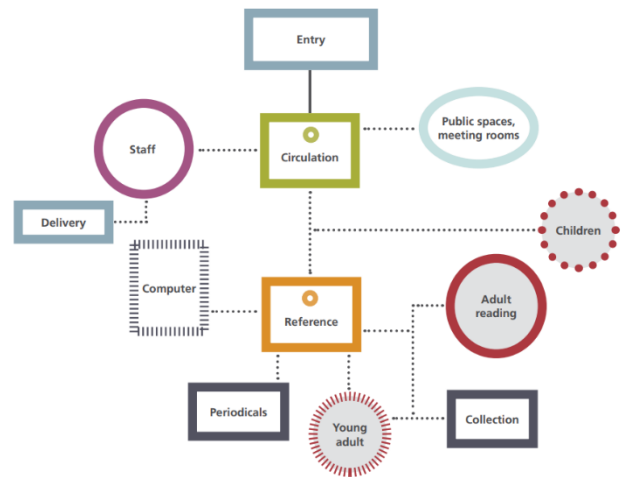 Entry
Public spaces,
meeting rooms
Staff
Circulation
Delivery
Children
Computer
Adult
reading
Reference
Periodicals
Young
adult
Collection